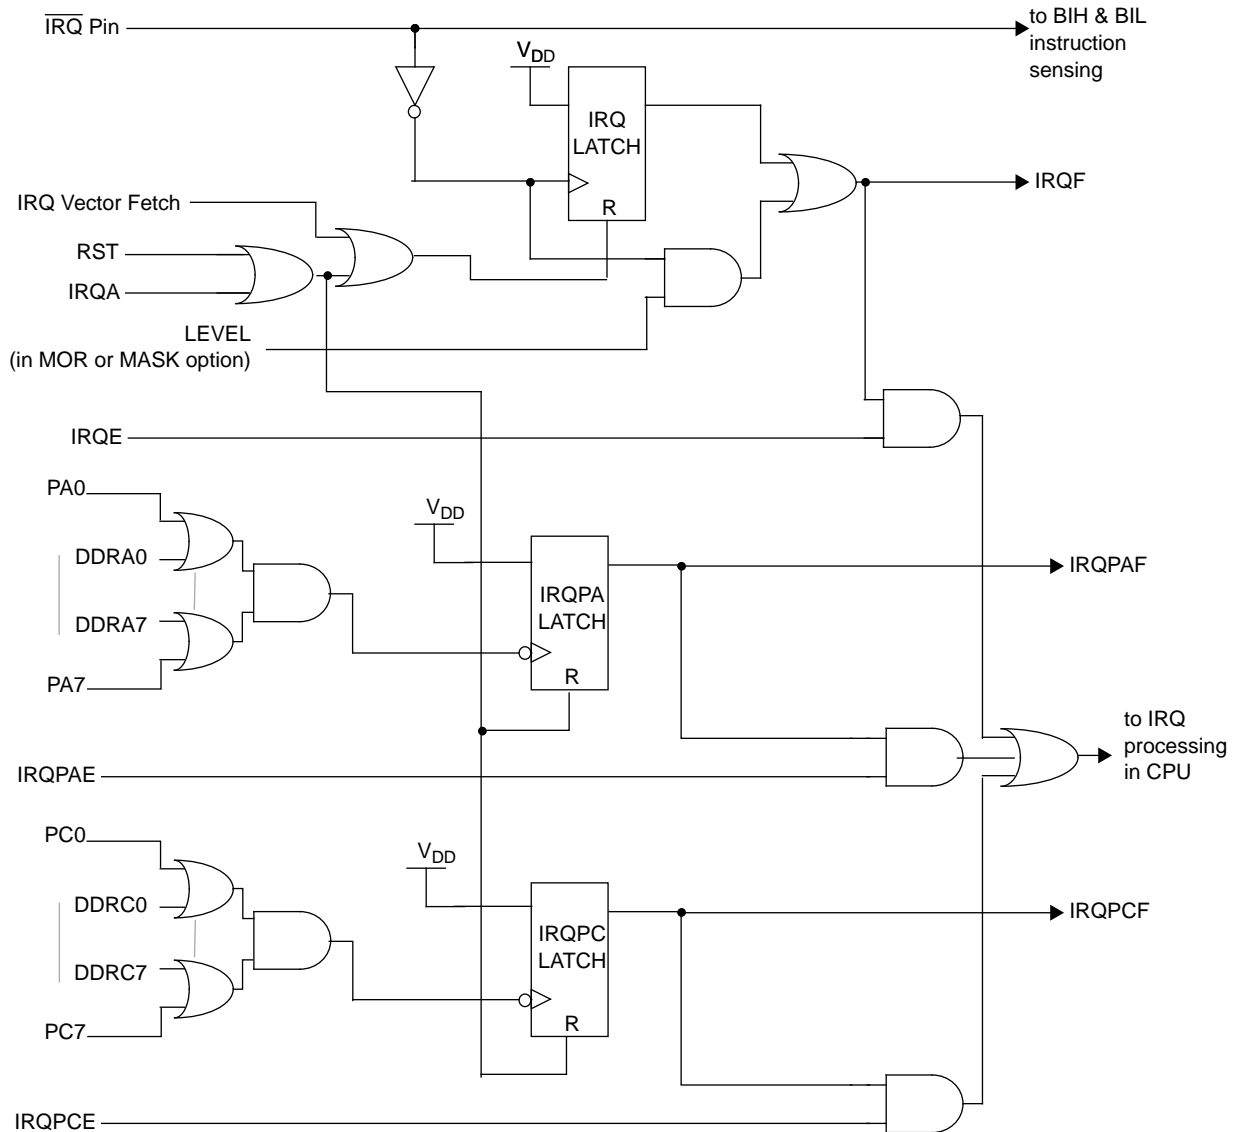 IRQ Pin
to BIH & BIL
instruction
sensing
VDD
IRQ
LATCH
R
IRQF
IRQ Vector Fetch
RST
IRQA
LEVEL
(in MOR or MASK option)
IRQE
PA0
VDD
DDRA0
IRQPAF
IRQPA
LATCH
DDRA7
R
PA7
to IRQ
processing
in CPU
IRQPAE
PC0
VDD
DDRC0
IRQPCF
IRQPC
LATCH
DDRC7
R
PC7
IRQPCE